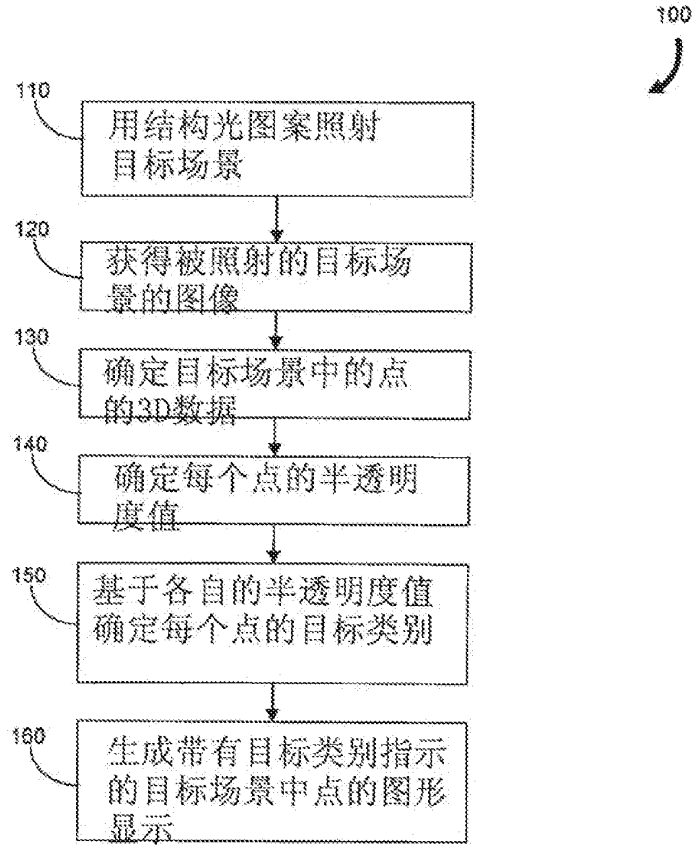 100
110
用结构光图案照射
目标场景
120
获得被照射的目标场
景的图像
130
确定目标场景中的点
的3D数据
140
确定每个点的半透明
度值
150
基于各自的半透明度值
确定每个点的目标类别
160
生成带有目标类别指示
的目标场景中点的图形
显示